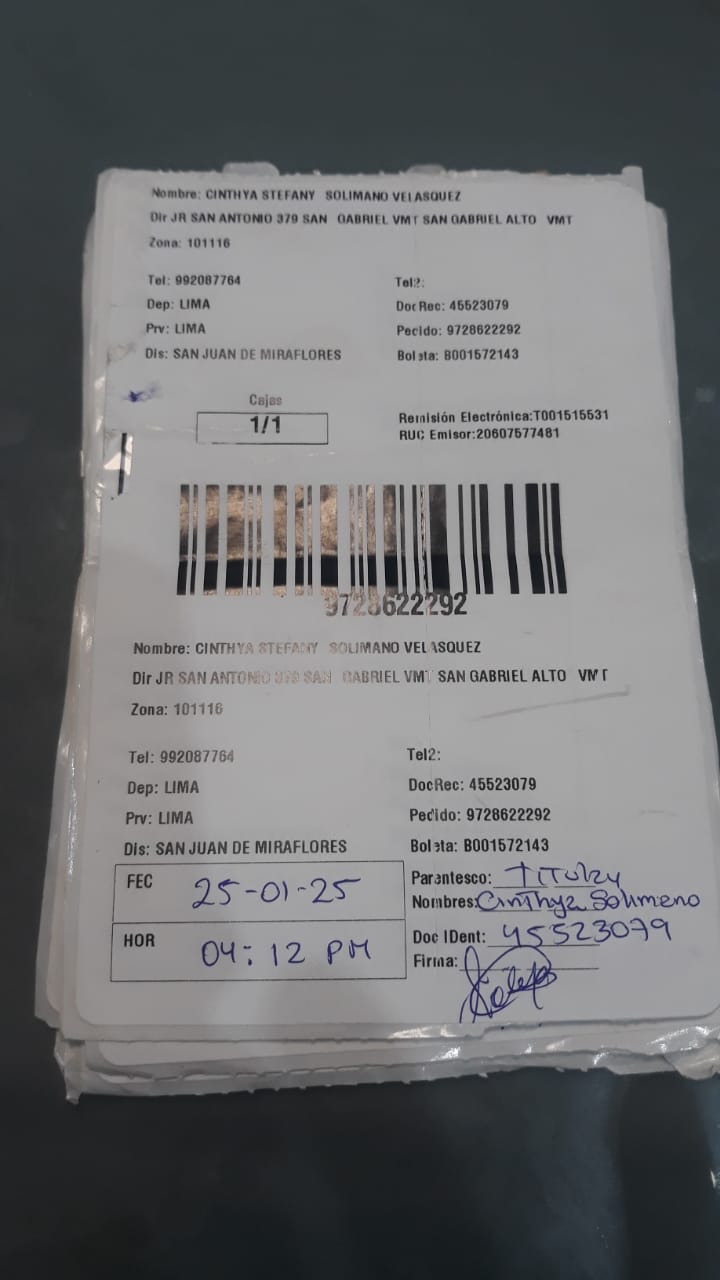 Nombre: CINTHYA STEFANY SOLIMANO VELASQUEZ
Dir JR SAN ANTONIO 379 SAN GABRIEL VMT SAN GABRIEL ALTO VMT
Zona: 101116
Tel: 992087764 Tel2:
Dep: LIMA DocRec: 45523079
Prv: LIMA Pedido: 9728622292
Dis: SAN JUAN DE MIRAFLORES Boleta: B001572143
Cajas
1/1
Remisión Electrónica:T001515531
RUC Emisor:20607577481
9728622292
Nombre: CINTHYA STEFANY SOLIMANO VELASQUEZ
Dir JR SAN ANTONIO 379 SAN GABRIEL VMT SAN GABRIEL ALTO VMT
Zona: 101116
Tel: 992087764 Tel2:
Dep: LIMA DocRec: 45523079
Prv: LIMA Pedido: 9728622292
Dis: SAN JUAN DE MIRAFLORES Boleta: B001572143
FEC 25-01-25
Parentesco: Titular
Nombres: Cinthya Solimano
HOR 04:12 PM
Doc IDent: 45523079
Firma: